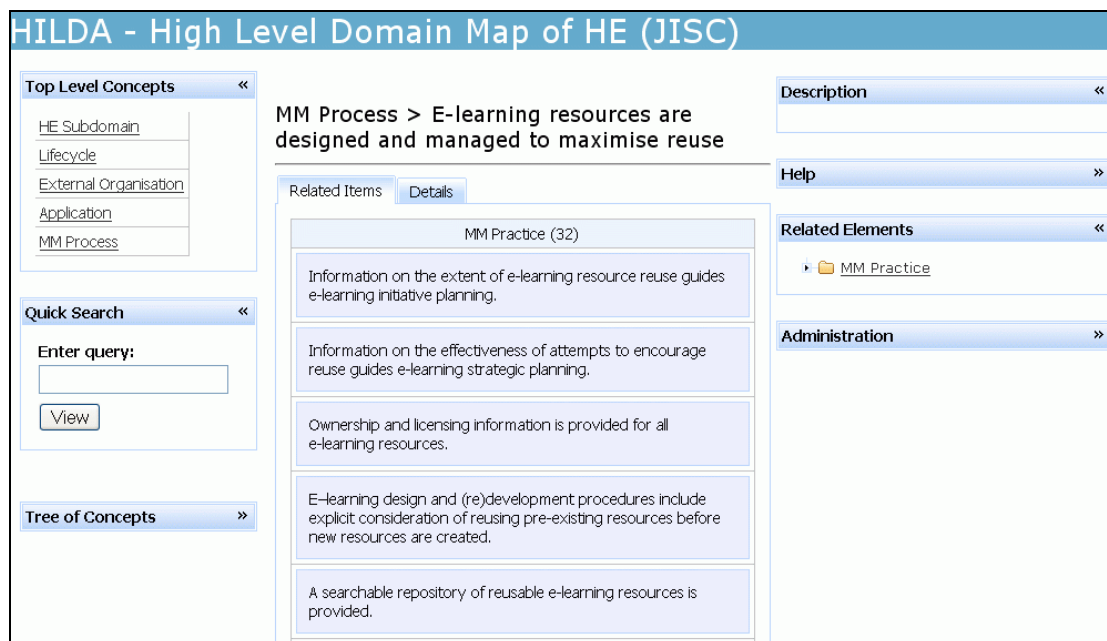 HILDA - High Level Domain Map of HE (JISC)
Top Level Concepts «
HE Subdomain
Lifecycle
External Organisation
Application
MM Process
Quick Search «
Enter query:
View
Tree of Concepts »
MM Process > E-learning resources are
designed and managed to maximise reuse
Related Items Details
MM Practice (32)
Information on the extent of e-learning resource reuse guides
e-learning initiative planning.
Information on the effectiveness of attempts to encourage
reuse guides e-learning strategic planning.
Ownership and licensing information is provided for all
e-learning resources.
E–learning design and (re)development procedures include
explicit consideration of reusing pre-existing resources before
new resources are created.
A searchable repository of reusable e-learning resources is
provided.
Description «
Help »
Related Elements «
MM Practice
Administration »